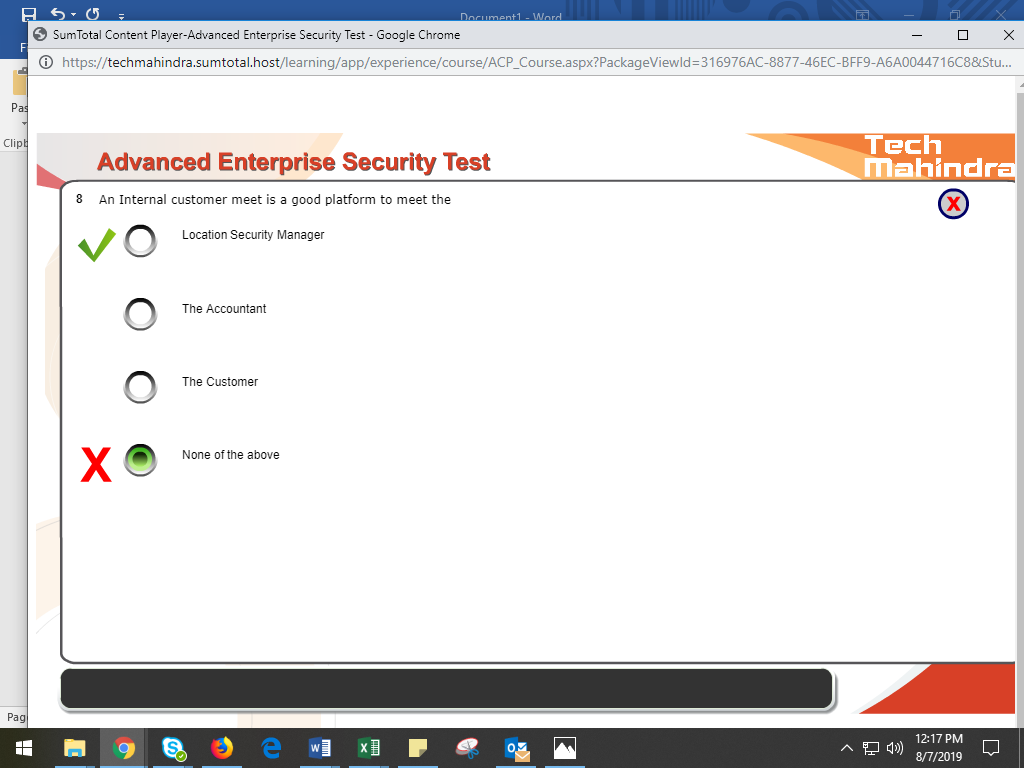 Document1 - Word
SumTotal Content Player-Advanced Enterprise Security Test - Google Chrome
F
https://techmahindra.sumtotal.host/learning/app/experience/course/ACP_Course.aspx?PackageViewId=316976AC-8877-46EC-BFF9-A6A0044716C8&Stu...
Pas
Clipb
Advanced Enterprise Security Test
Tech
Mahindra
8 An Internal customer meet is a good platform to meet the
X
Location Security Manager
The Accountant
The Customer
X None of the above
Page
12:17 PM
8/7/2019